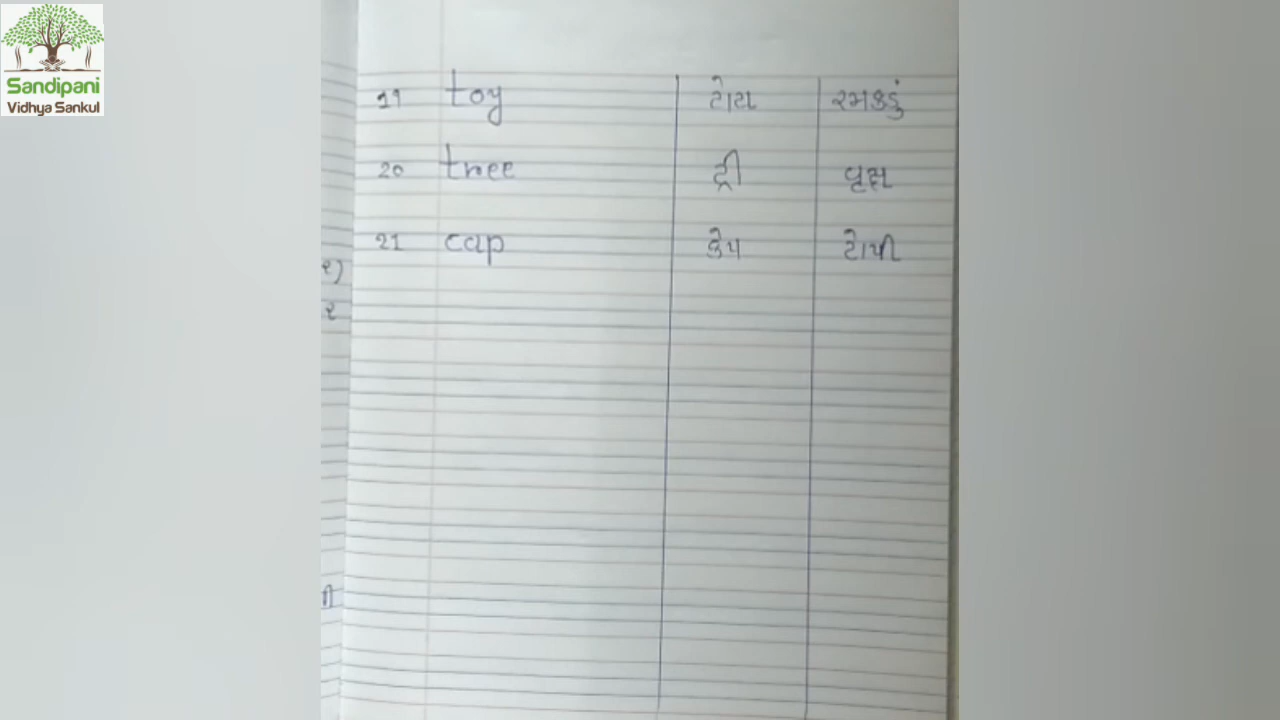 Sandipani
Vidhya Sankul
19 toy ટોય રમકડું
20 tree ટ્રી વૃક્ષ
21 cap કેપ ટોપી
ર)
ર